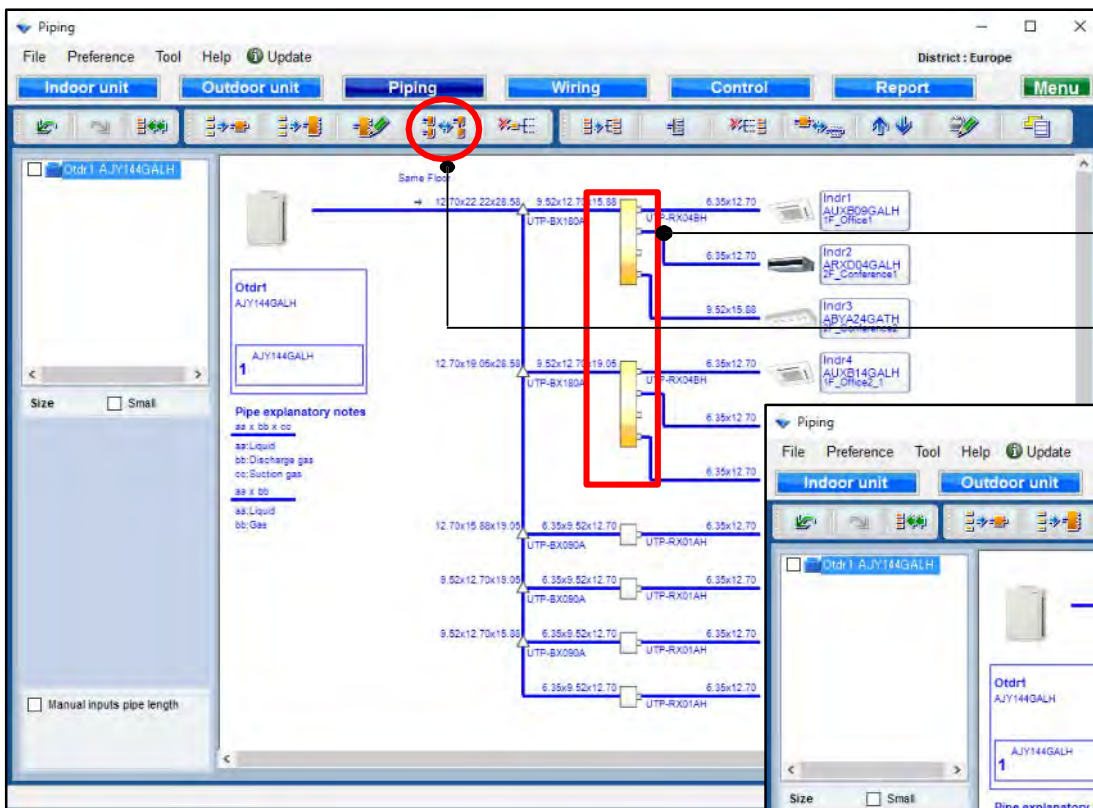 Piping
File Preference Tool Help Update
District : Europe
Indoor unit Outdoor unit Piping Wiring Control Report Menu
Otdr1 AJY144GALH
Size Small
Manual inputs pipe length
Same Floor
12.70x22.22x28.58 9.52x12.70x15.88
UTP-BX180A UTP-RX04BH
6.35x12.70
Indr1
AUXB09GALH
1F_Office1
6.35x12.70
Indr2
ARXD04GALH
2F_Conference1
9.52x15.88
Indr3
ABYA24GATH
2F_Conference2
Otdr1
AJY144GALH
AJY144GALH
1
Pipe explanatory notes
aa x bb x cc
aa:Liquid
bb:Discharge gas
cc:Suction gas
aa x bb
aa:Liquid
bb:Gas
12.70x19.05x28.58 9.52x12.70x19.05 6.35x12.70
UTP-BX180A UTP-RX04BH
Indr4
AUXB14GALH
1F_Office2_1
6.35x12.70
6.35x12.70
12.70x15.88x19.05 6.35x9.52x12.70 6.35x12.70
UTP-BX090A UTP-RX01AH
9.52x12.70x19.05 6.35x9.52x12.70 6.35x12.70
UTP-BX090A UTP-RX01AH
9.52x12.70x15.88 6.35x9.52x12.70 6.35x12.70
UTP-BX090A UTP-RX01AH
6.35x9.52x12.70 6.35x12.70
UTP-RX01AH
Piping
File Preference Tool Help Update
Indoor unit Outdoor unit
Otdr1 AJY144GALH
Otdr1
AJY144GALH
AJY144GALH
1
Size Small
Pipe explanatory